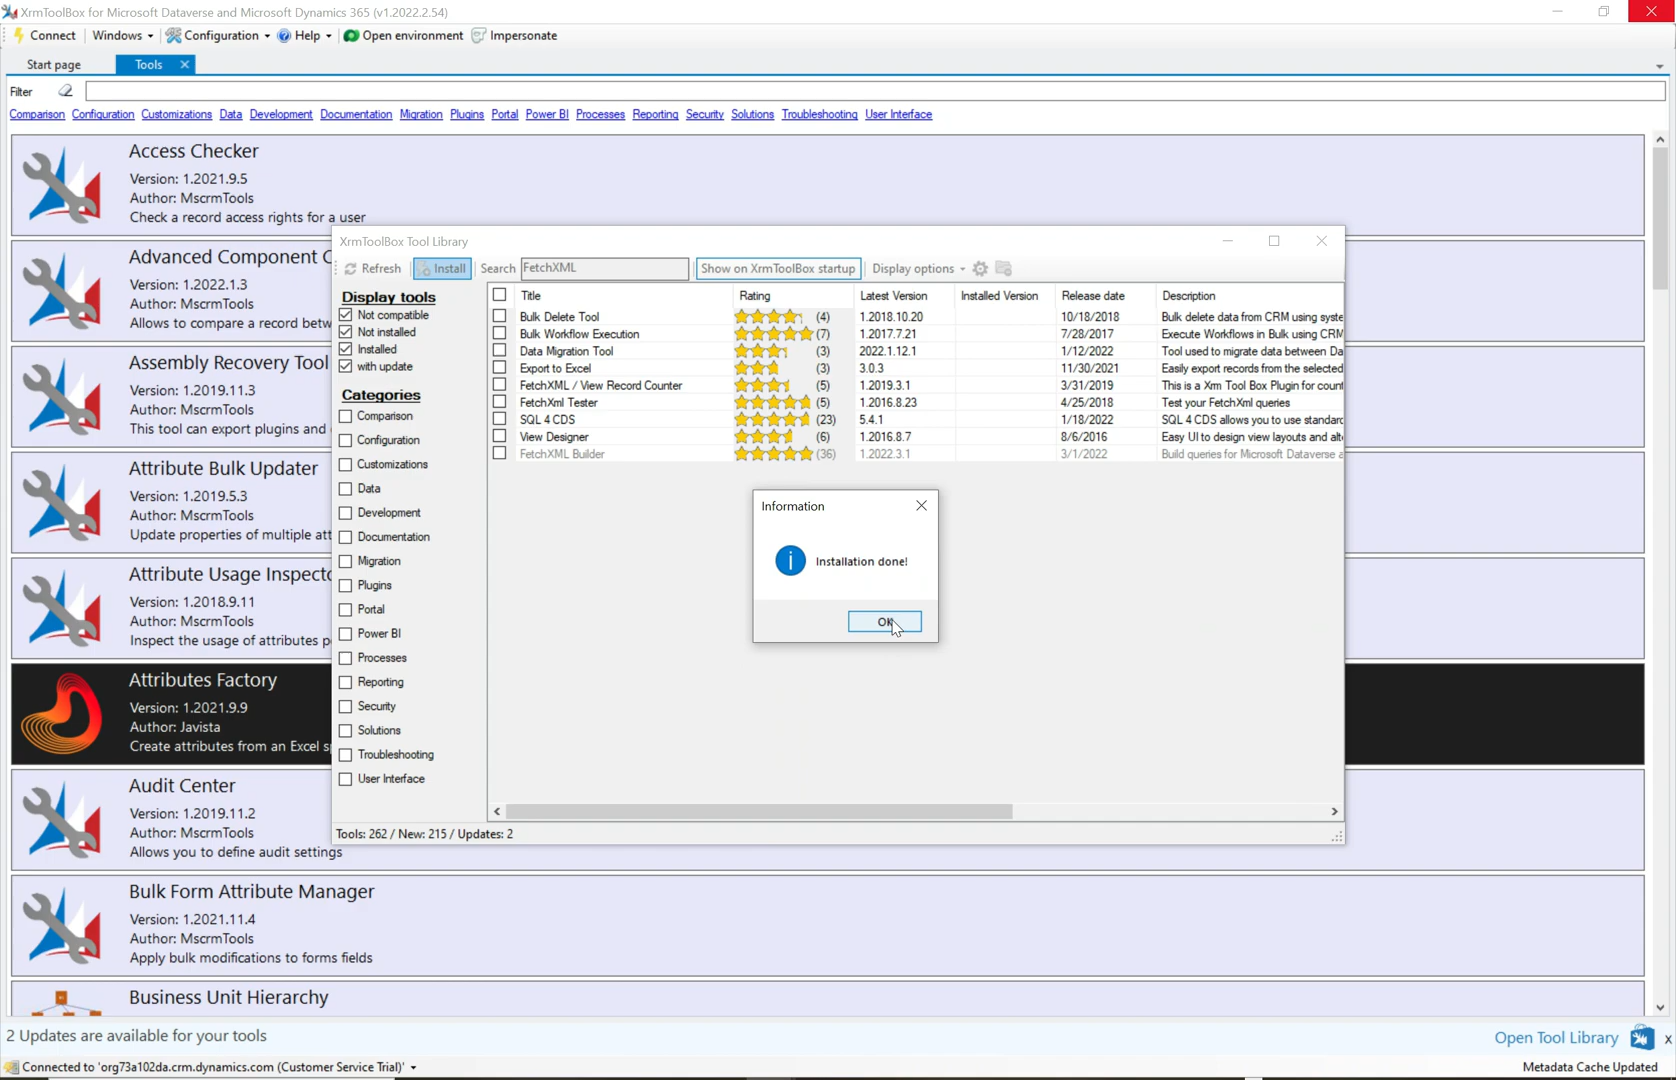 XrmToolBox for Microsoft Dataverse and Microsoft Dynamics 365 (v1.2022.2.54)
Connect Windows Configuration Help Open environment Impersonate
Start page Tools
Filter
Comparison Configuration Customizations Data Development Documentation Migration Plugins Portal Power BI Processes Reporting Security Solutions Troubleshooting User Interface
Access Checker
Version: 1.2021.9.5
Author: MscrmTools
Check a record access rights for a user
Advanced Component C
Version: 1.2022.1.3
Author: MscrmTools
Allows to compare a record betw
Assembly Recovery Tool
Version: 1.2019.11.3
Author: MscrmTools
This tool can export plugins and
Attribute Bulk Updater
Version: 1.2019.5.3
Author: MscrmTools
Update properties of multiple att
Attribute Usage Inspect
Version: 1.2018.9.11
Author: MscrmTools
Inspect the usage of attributes p
Attributes Factory
Version: 1.2021.9.9
Author: Javista
Create attributes from an Excel s
Audit Center
Version: 1.2019.11.2
Author: MscrmTools
Allows you to define audit settings
Bulk Form Attribute Manager
Version: 1.2021.11.4
Author: MscrmTools
Apply bulk modifications to forms fields
Business Unit Hierarchy
XrmToolBox Tool Library
Refresh Install Search FetchXML Show on XrmToolBox startup Display options
Display tools
Not compatible
Not installed
Installed
with update
Categories
Comparison
Configuration
Customizations
Data
Development
Documentation
Migration
Plugins
Portal
Power BI
Processes
Reporting
Security
Solutions
Troubleshooting
User Interface
Title Rating Latest Version Installed Version Release date Description
Bulk Delete Tool (4) 1.2018.10.20 10/18/2018 Bulk delete data from CRM using syste
Bulk Workflow Execution (7) 1.2017.7.21 7/28/2017 Execute Workflows in Bulk using CRM
Data Migration Tool (3) 2022.1.12.1 1/12/2022 Tool used to migrate data between Da
Export to Excel (3) 3.0.3 11/30/2021 Easily export records from the selected
FetchXML / View Record Counter (5) 1.2019.3.1 3/31/2019 This is a Xrm Tool Box Plugin for count
FetchXml Tester (5) 1.2016.8.23 4/25/2018 Test your FetchXml queries
SQL 4 CDS (23) 5.4.1 1/18/2022 SQL 4 CDS allows you to use standard
View Designer (6) 1.2016.8.7 8/6/2016 Easy UI to design view layouts and alt
FetchXML Builder (36) 1.2022.3.1 3/1/2022 Build queries for Microsoft Dataverse a
Information
Installation done!
OK
Tools: 262 / New: 215 / Updates: 2
2 Updates are available for your tools
Open Tool Library x
Connected to 'org73a102da.crm.dynamics.com (Customer Service Trial)'
Metadata Cache Updated